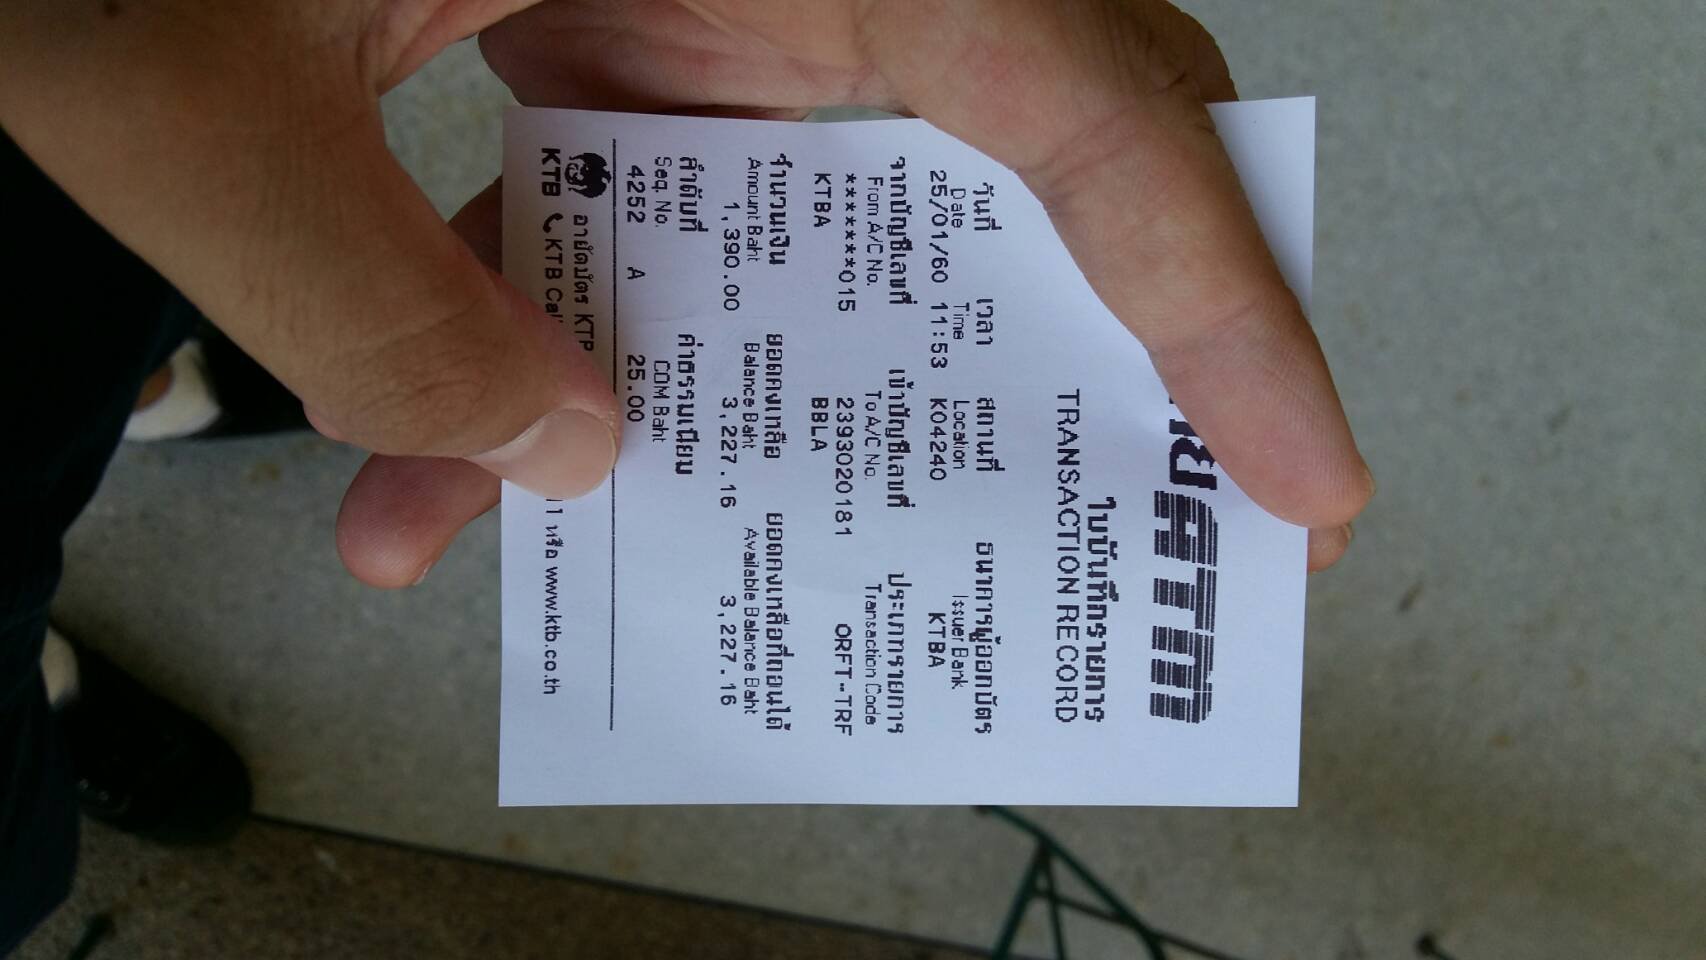 ATM
ใบบันทึกรายการ
TRANSACTION RECORD
วันที่ เวลา สถานที่ ธนาคารผู้ออกบัตร
Date Time Location Issuer Bank
25/01/60 11:53 K04240 KTBA
จากบัญชีเลขที่ เข้าบัญชีเลขที่ ประเภทรายการ
From A/C No. To A/C No. Transaction Code
*******015 2393020181 ORFT-TRF
KTBA BBLA
จำนวนเงิน ยอดคงเหลือ ยอดคงเหลือที่ถอนได้
Amount Baht Balance Baht Available Balance Baht
1,390.00 3,227.16 3,227.16
ลำดับที่ ค่าธรรมเนียม
Seq. No. COM Baht
4252 A 25.00
อายัดบัตร
KTB KTB หรือ www.ktb.co.th